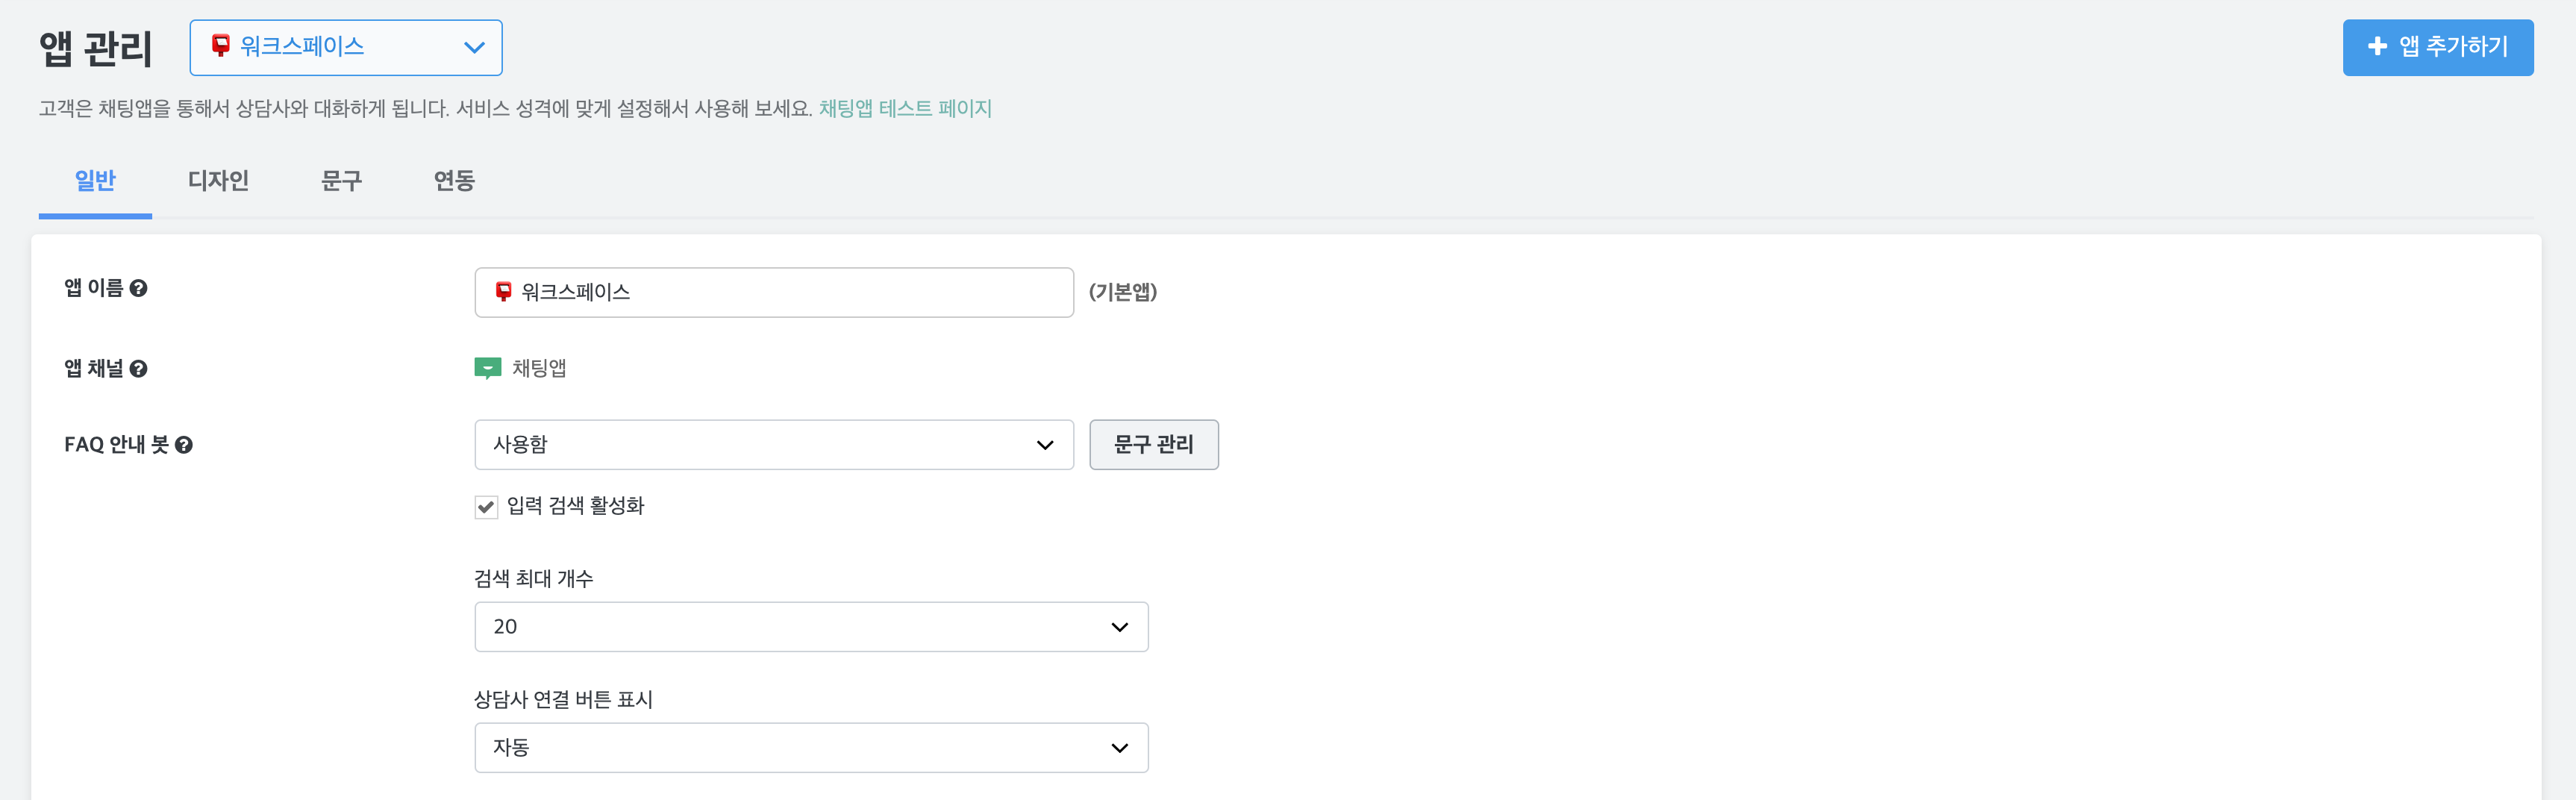 앱 관리
워크스페이스
앱 추가하기
고객은 채팅앱을 통해서 상담사와 대화하게 됩니다. 서비스 성격에 맞게 설정해서 사용해 보세요. 채팅앱 테스트 페이지
일반 디자인 문구 연동
앱 이름
워크스페이스 (기본앱)
앱 채널
채팅앱
FAQ 안내 봇
사용함
문구 관리
입력 검색 활성화
검색 최대 개수
20
상담사 연결 버튼 표시
자동